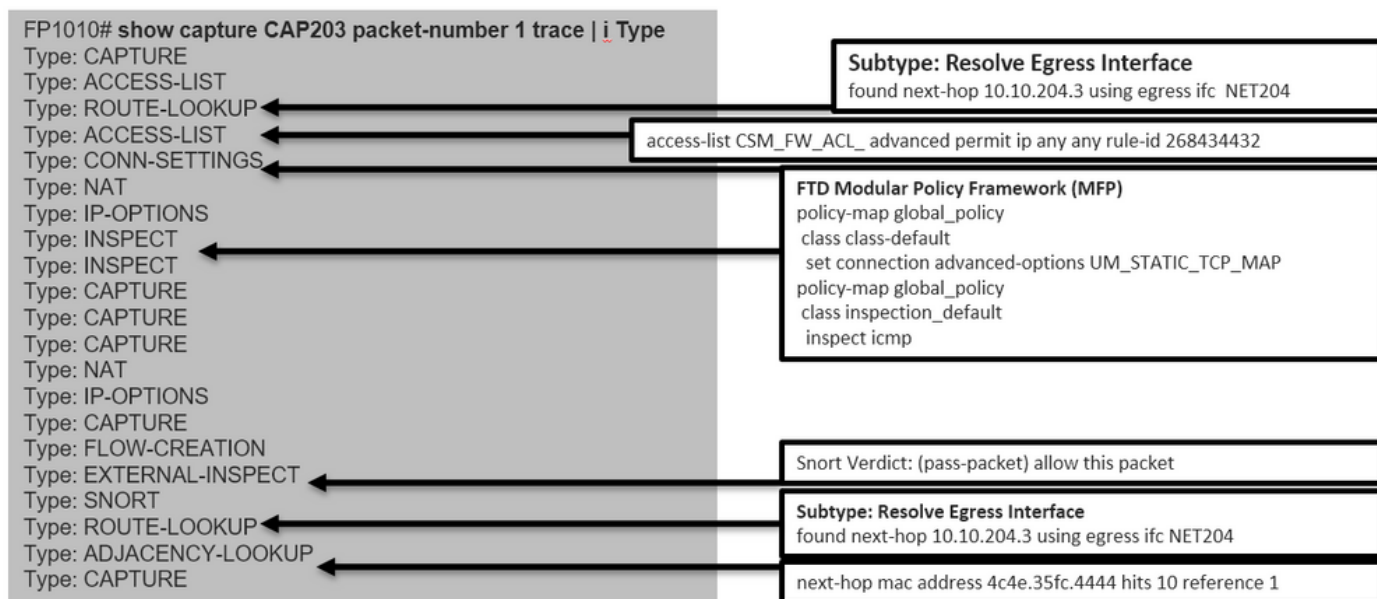 FP1010# show capture CAP203 packet-number 1 trace | i Type
Type: CAPTURE
Type: ACCESS-LIST
Type: ROUTE-LOOKUP
Type: ACCESS-LIST
Type: CONN-SETTINGS
Type: NAT
Type: IP-OPTIONS
Type: INSPECT
Type: INSPECT
Type: CAPTURE
Type: CAPTURE
Type: CAPTURE
Type: NAT
Type: IP-OPTIONS
Type: CAPTURE
Type: FLOW-CREATION
Type: EXTERNAL-INSPECT
Type: SNORT
Type: ROUTE-LOOKUP
Type: ADJACENCY-LOOKUP
Type: CAPTURE
Subtype: Resolve Egress Interface
found next-hop 10.10.204.3 using egress ifc NET204
access-list CSM_FW_ACL_ advanced permit ip any any rule-id 268434432
FTD Modular Policy Framework (MFP)
policy-map global_policy
class class-default
set connection advanced-options UM_STATIC_TCP_MAP
policy-map global_policy
class inspection_default
inspect icmp
Snort Verdict: (pass-packet) allow this packet
Subtype: Resolve Egress Interface
found next-hop 10.10.204.3 using egress ifc NET204
next-hop mac address 4c4e.35fc.4444 hits 10 reference 1